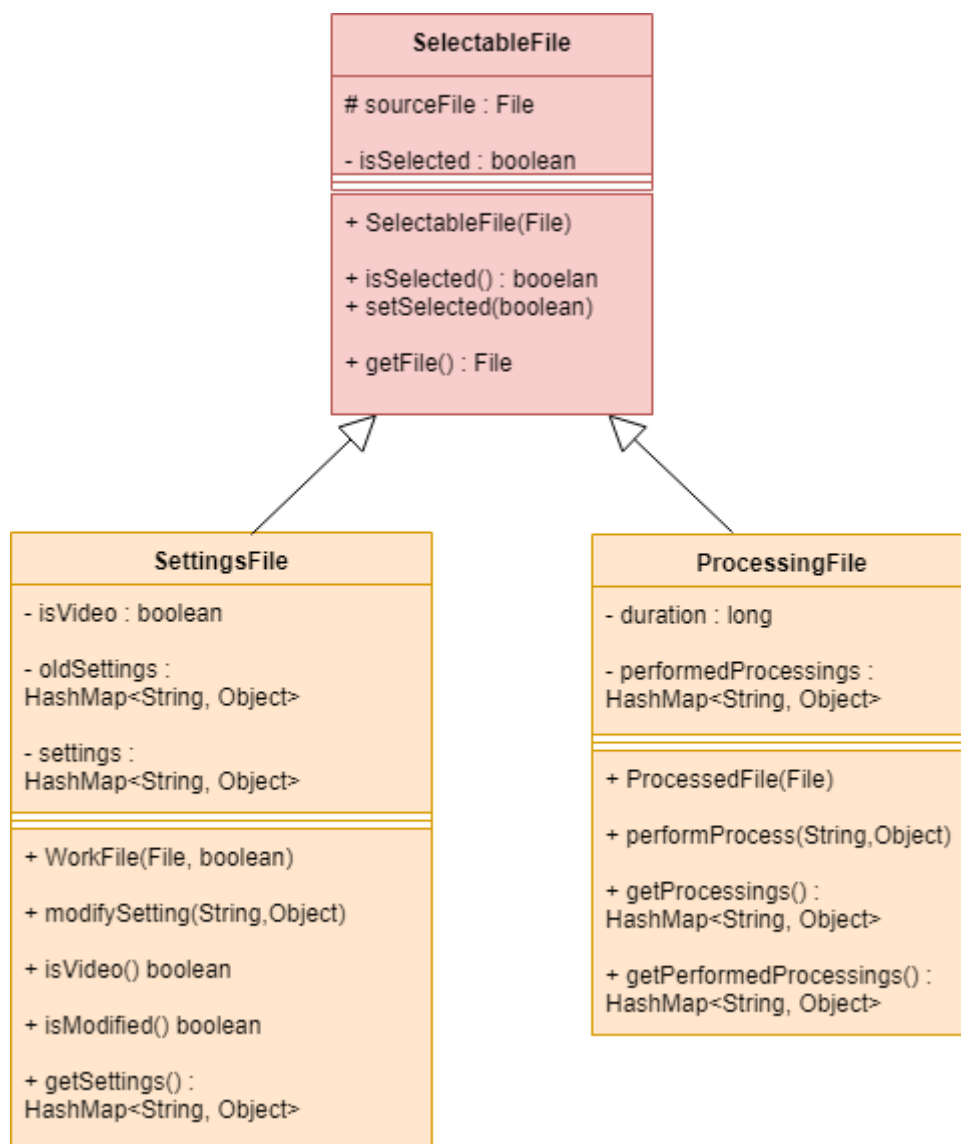 SelectableFile
# sourceFile : File
- isSelected : boolean
+ SelectableFile(File)
+ isSelected() : booelan
+ setSelected(boolean)
+ getFile() : File
SettingsFile
- isVideo : boolean
- oldSettings :
HashMap<String, Object>
- settings :
HashMap<String, Object>
+ WorkFile(File, boolean)
+ modifySetting(String,Object)
+ isVideo() boolean
+ isModified() boolean
+ getSettings() :
HashMap<String, Object>
ProcessingFile
- duration : long
- performedProcessings :
HashMap<String, Object>
+ ProcessedFile(File)
+ performProcess(String,Object)
+ getProcessings() :
HashMap<String, Object>
+ getPerformedProcessings() :
HashMap<String, Object>